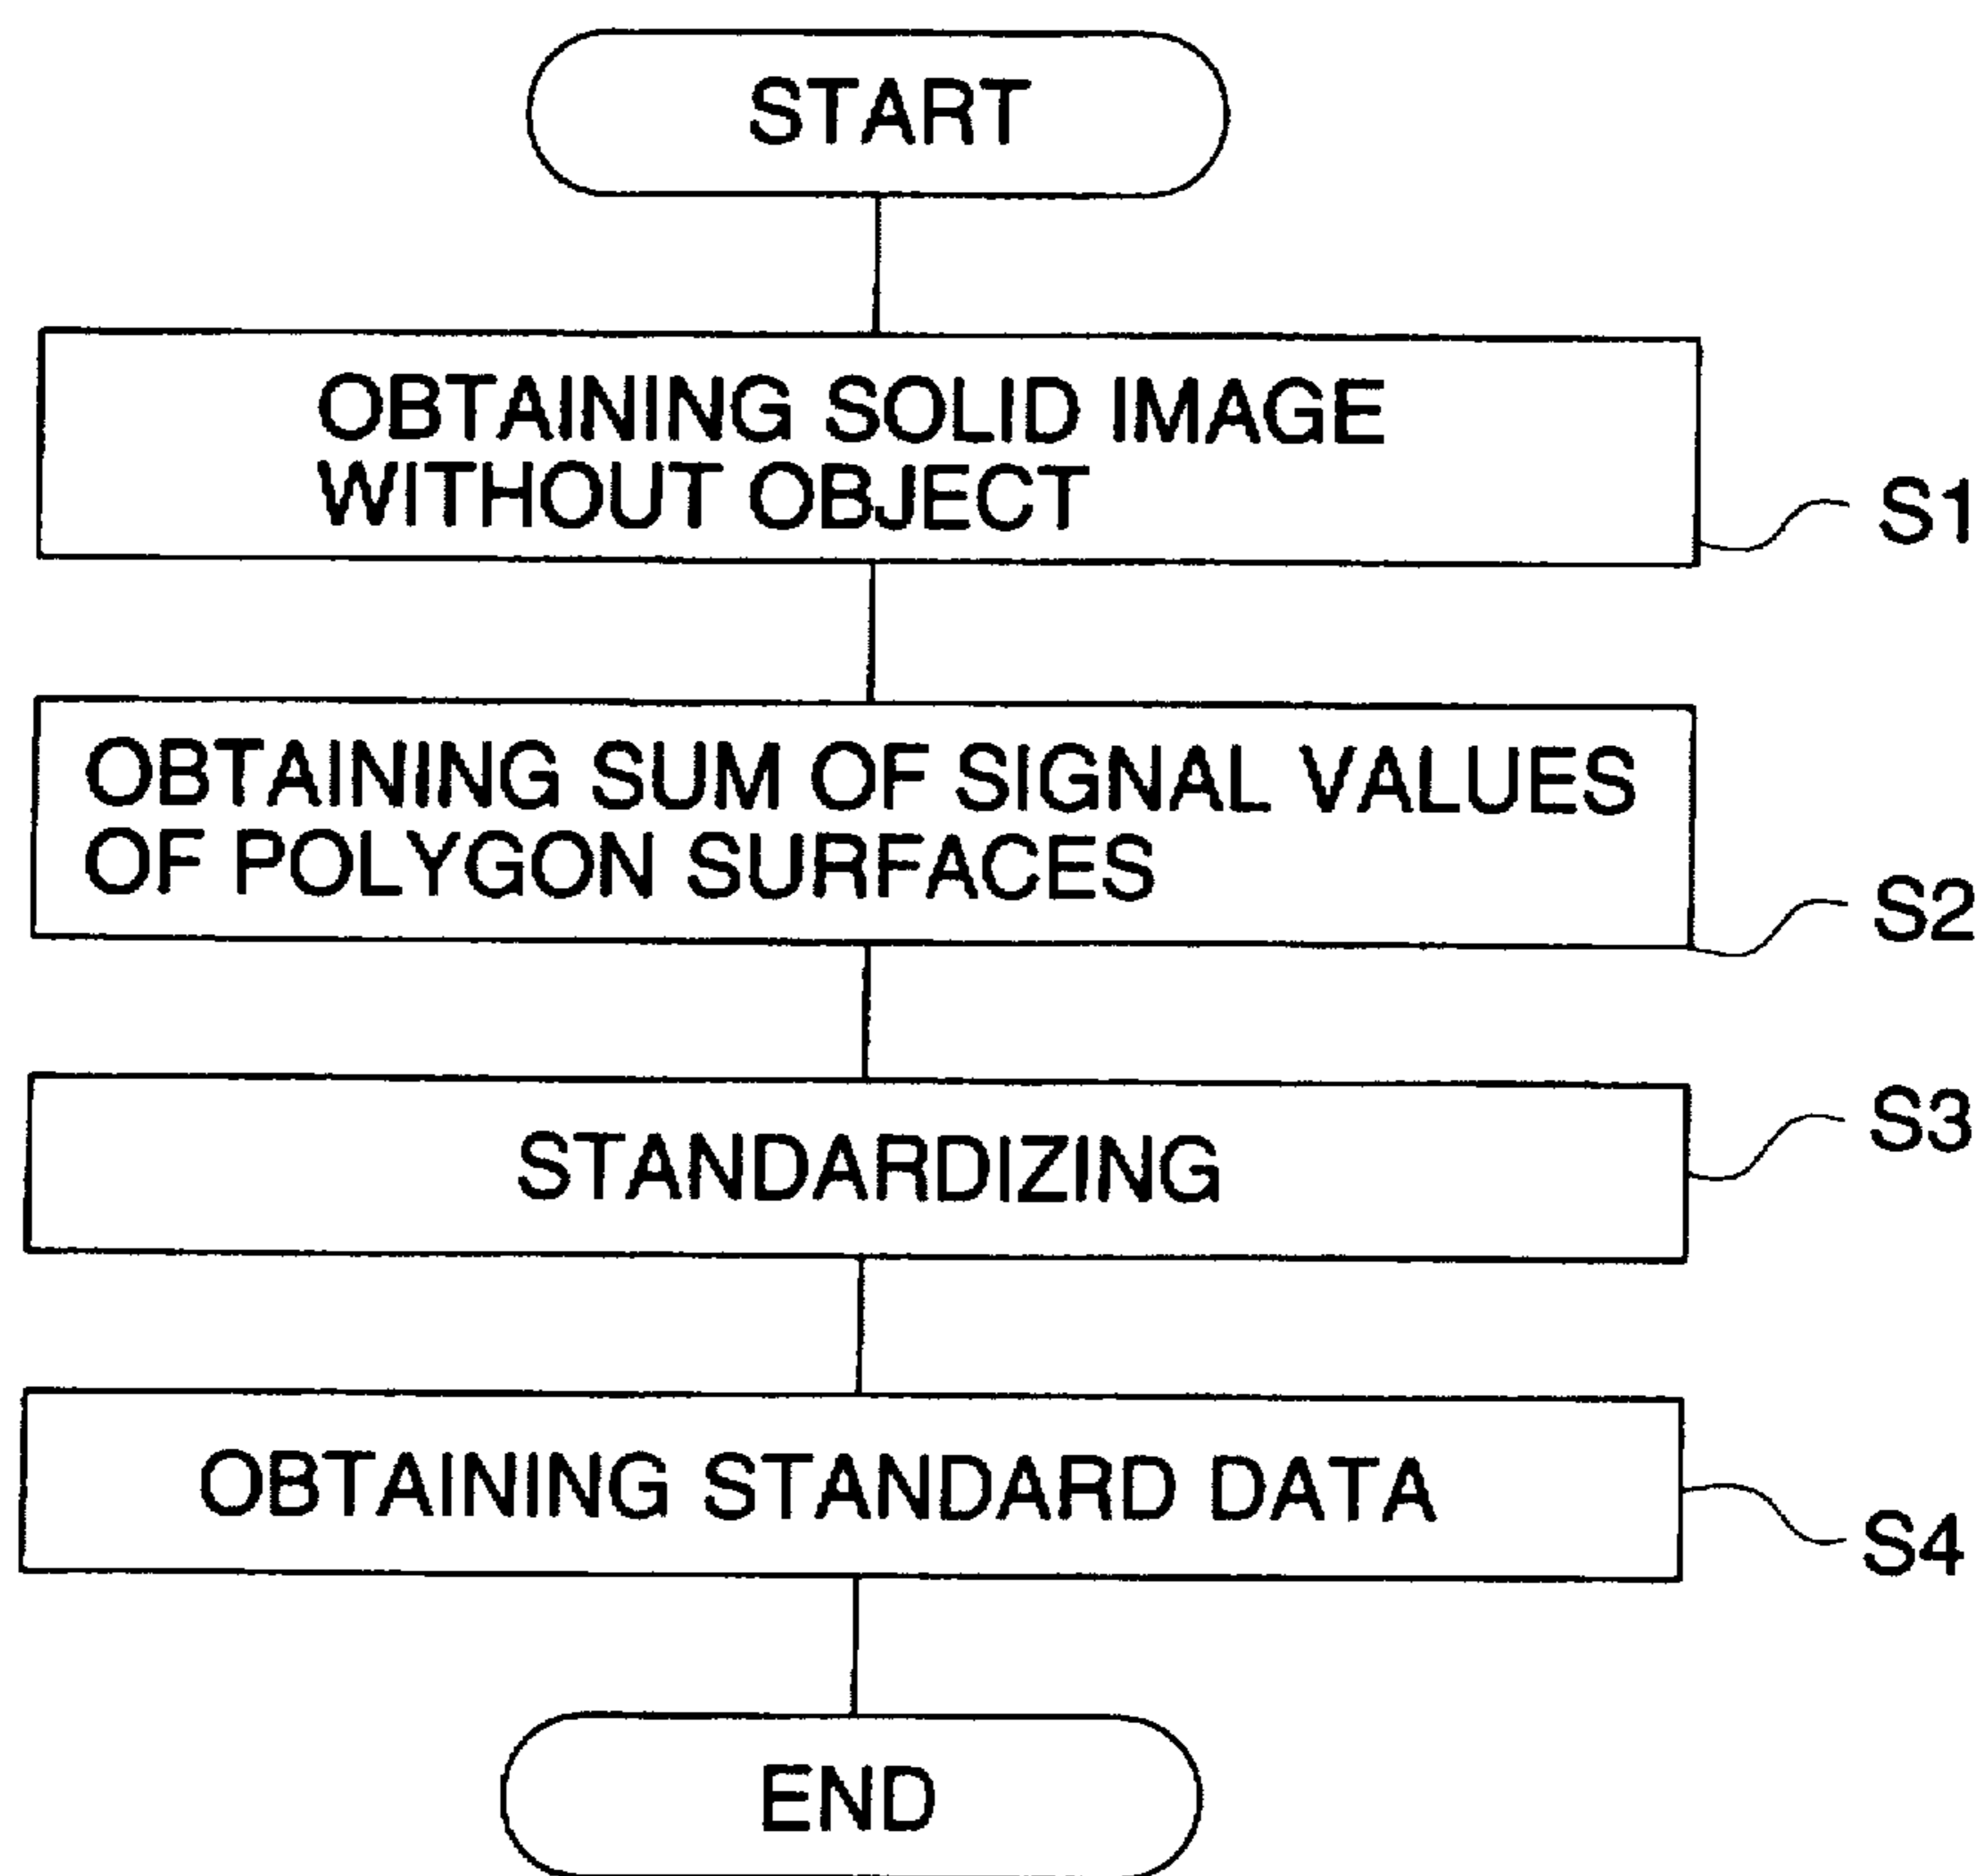 START
OBTAINING SOLID IMAGE
WITHOUT OBJECT
S1
OBTAINING SUM OF SIGNAL VALUES
OF POLYGON SURFACES
S2
STANDARDIZING
S3
OBTAINING STANDARD DATA
S4
END